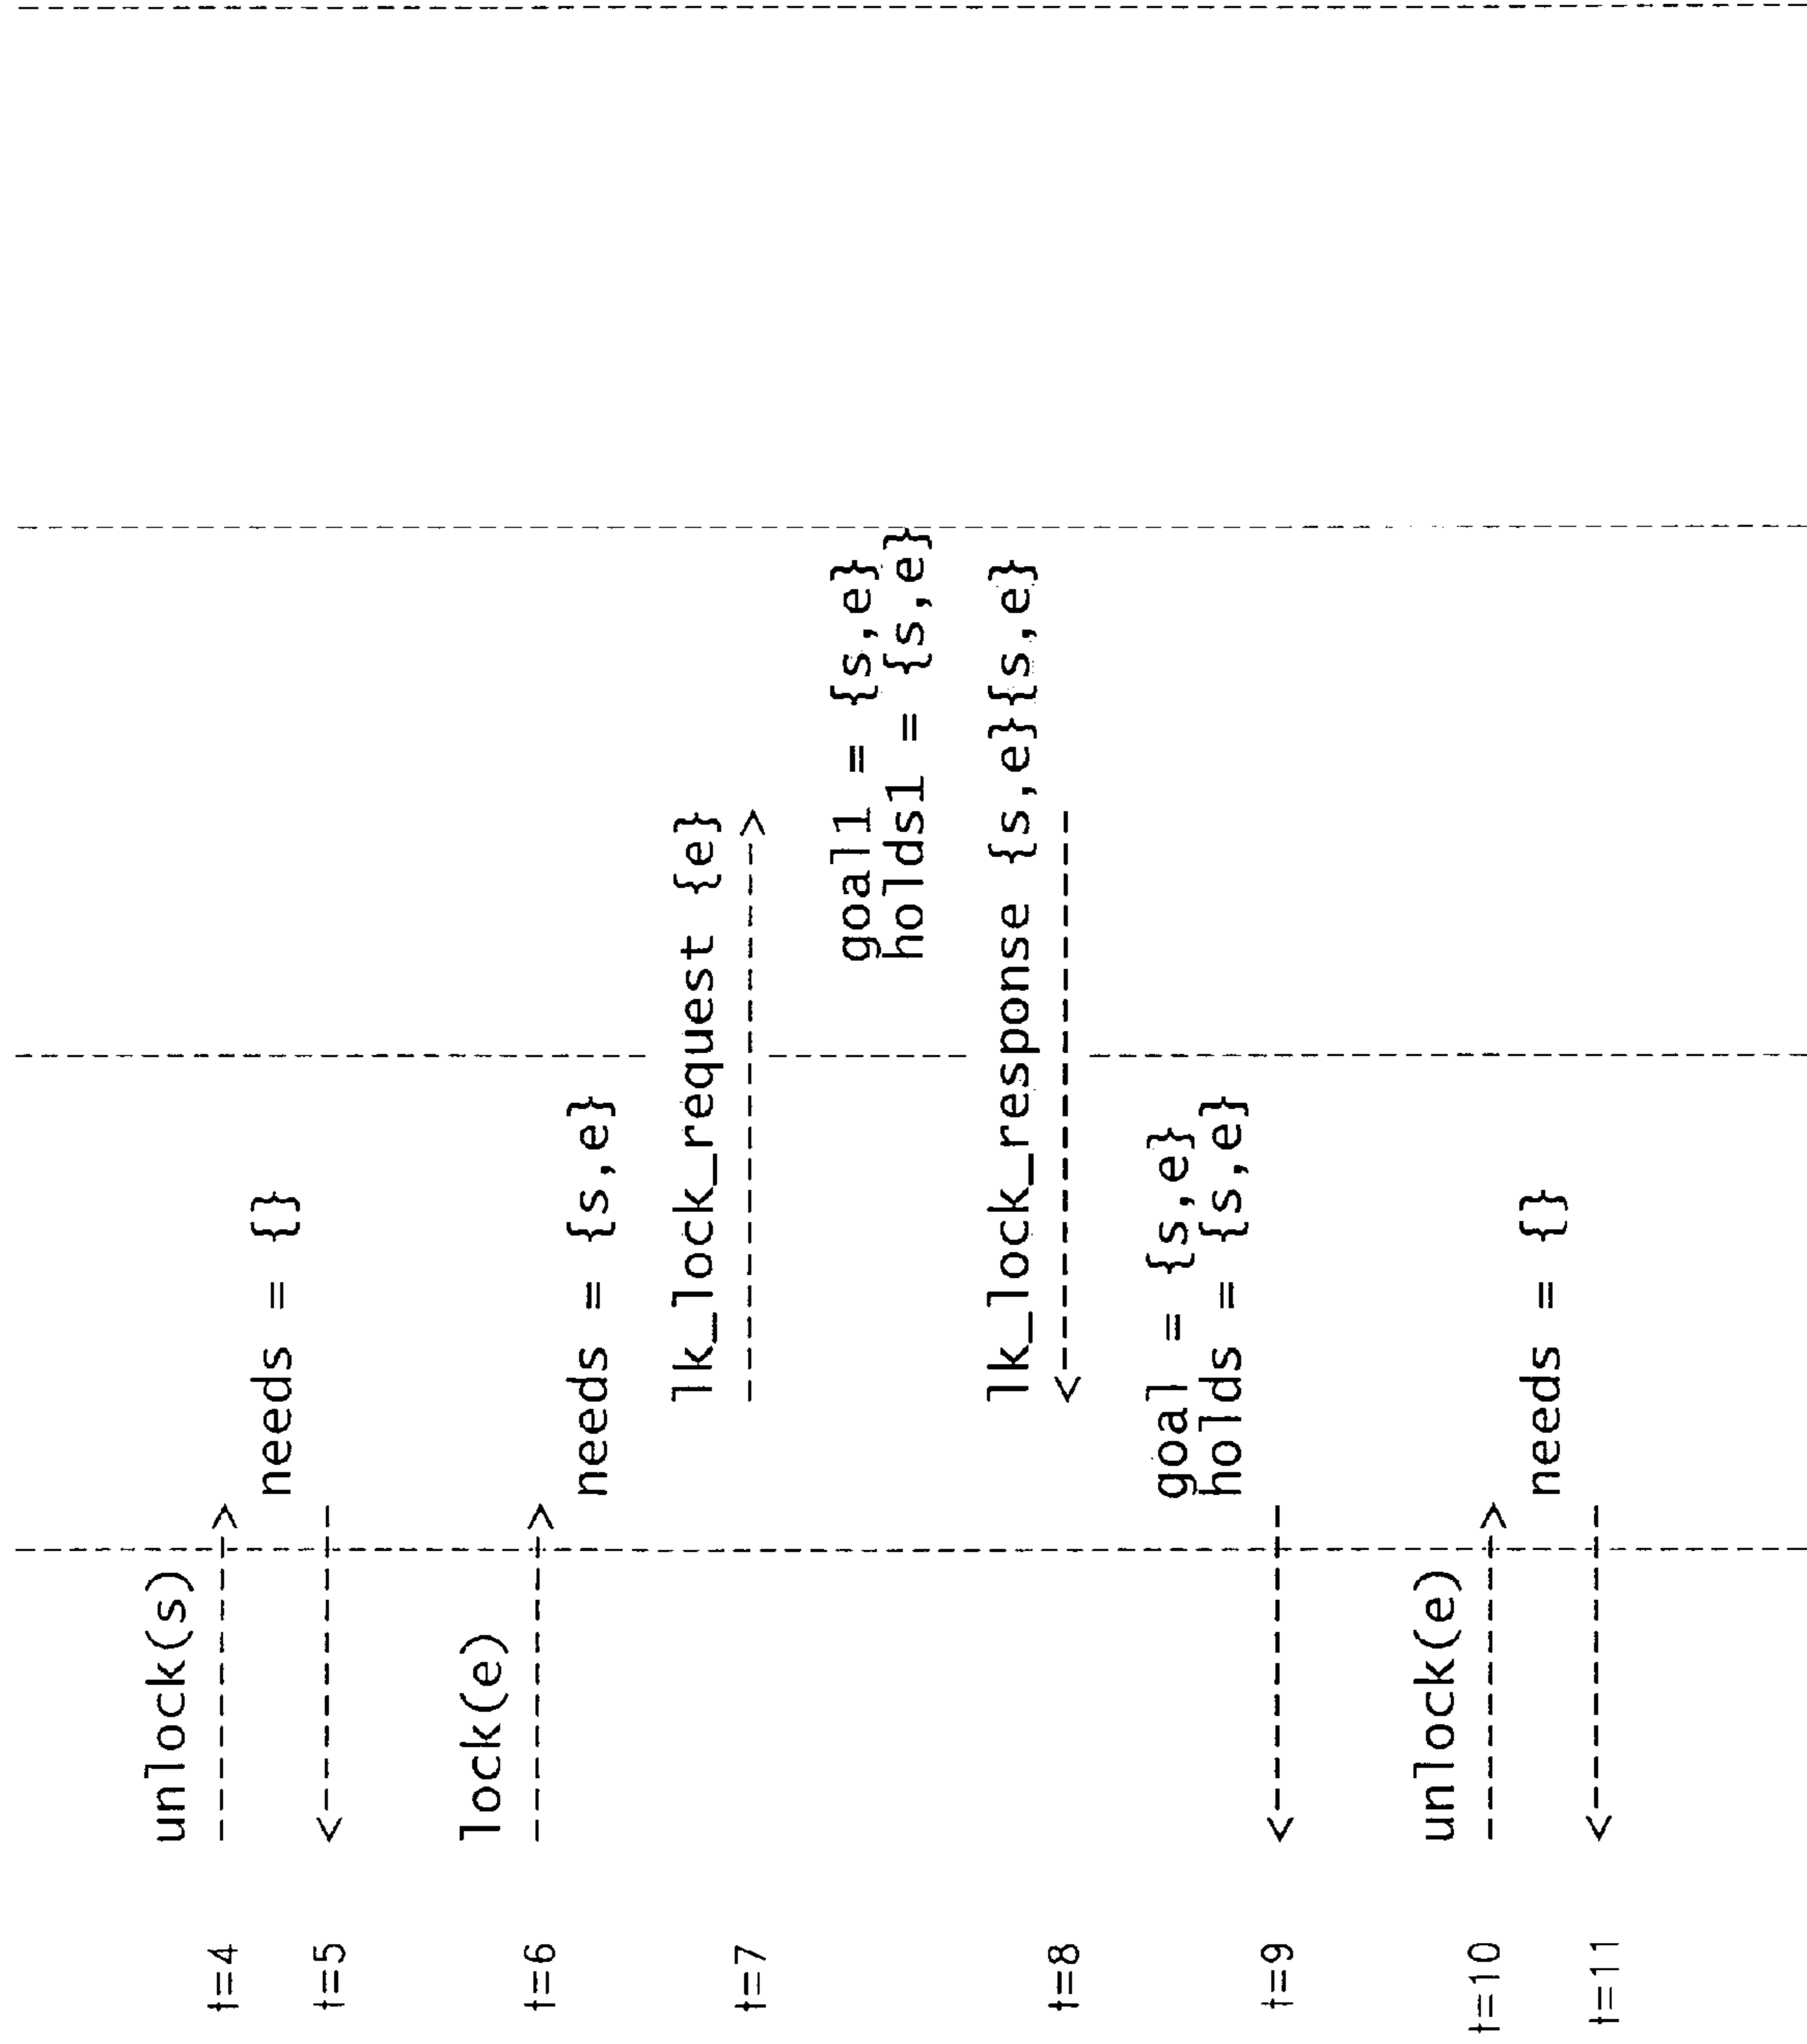 unlock(s)
t=4 ----------------->
needs = {}
t=5 <-----------------
lock(e)
t=6 ----------------->
needs = {s,e}
lk_lock_request {e}
t=7 ------------------------------>
goal1 = {s,e}
holds1 = {s,e}
lk_lock_response {s,e}{s,e}
t=8 <------------------------------
goal = {s,e}
holds = {s,e}
t=9 <-----------------
unlock(e)
t=10 ----------------->
needs = {}
t=11 <-----------------